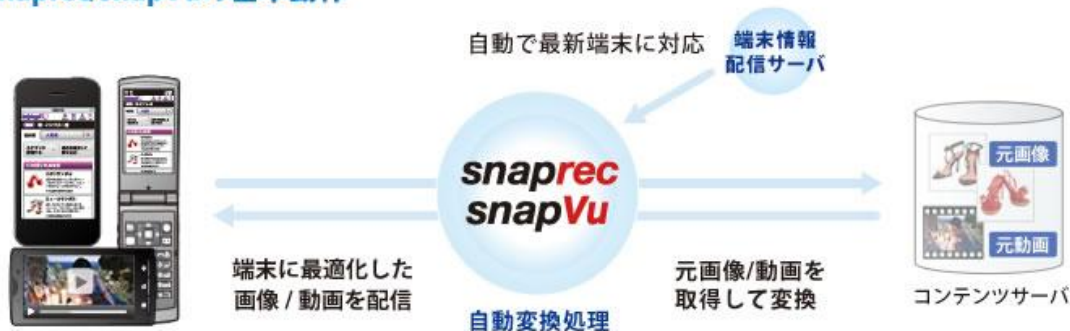 自動で最新端末に対応
端末情報
配信サーバ
snaprec
snapVu
元画像
元動画
端末に最適化した
画像 / 動画を配信
元画像/動画を
取得して変換
コンテンツサーバ
自動変換処理